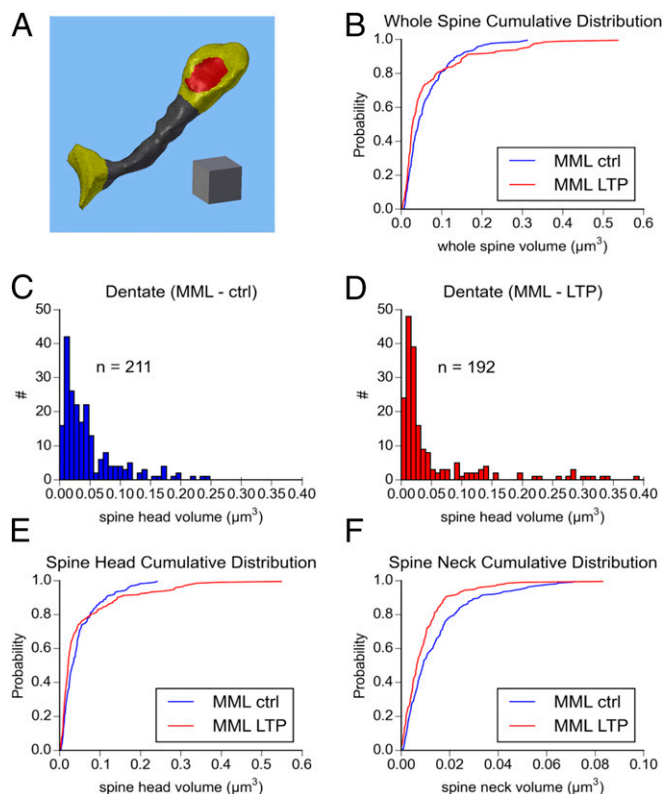 A
B
Whole Spine Cumulative Distribution
1.0
0.8
0.6
0.4
0.2
0.0
Probability
MML ctrl
MML LTP
0.0 0.1 0.2 0.3 0.4 0.5 0.6
whole spine volume (µm³)
C
Dentate (MML - ctrl)
50
40
30
20
10
0
#
n = 211
0.00 0.05 0.10 0.15 0.20 0.25 0.30 0.35 0.40
spine head volume (µm³)
D
Dentate (MML - LTP)
50
40
30
20
10
0
#
n = 192
0.00 0.05 0.10 0.15 0.20 0.25 0.30 0.35 0.40
spine head volume (µm³)
E
Spine Head Cumulative Distribution
1.0
0.8
0.6
0.4
0.2
0.0
Probability
MML ctrl
MML LTP
0.0 0.1 0.2 0.3 0.4 0.5 0.6
spine head volume (µm³)
F
Spine Neck Cumulative Distribution
1.0
0.8
0.6
0.4
0.2
0.0
Probability
MML ctrl
MML LTP
0.00 0.02 0.04 0.06 0.08 0.10
spine neck volume (µm³)